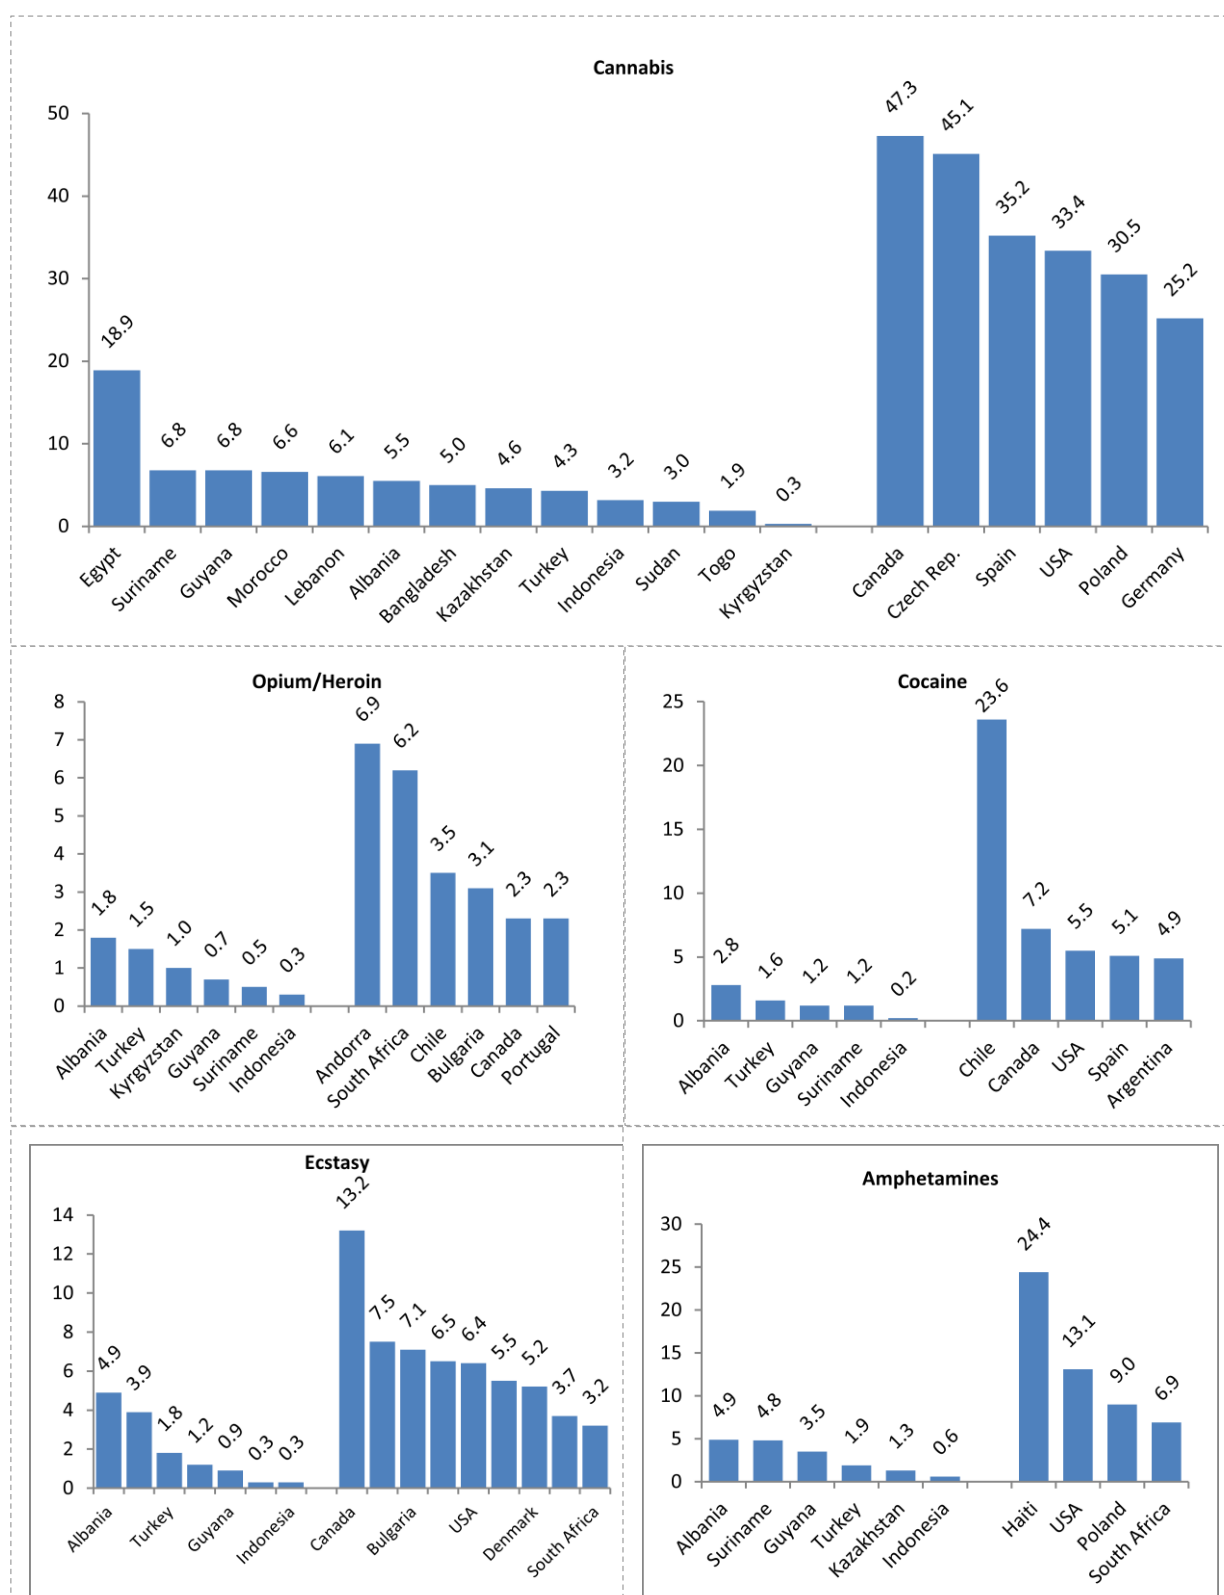 Cannabis
50
40
30
20
10
0
18.9
6.8
6.8
6.6
6.1
5.5
5.0
4.6
4.3
3.2
3.0
1.9
0.3
47.3
45.1
35.2
33.4
30.5
25.2
Egypt
Suriname
Guyana
Morocco
Lebanon
Albania
Bangladesh
Kazakhstan
Turkey
Indonesia
Sudan
Togo
Kyrgyzstan
Canada
Czech Rep.
Spain
USA
Poland
Germany
Opium/Heroin
8
7
6
5
4
3
2
1
0
1.8
1.5
1.0
0.7
0.5
0.3
6.9
6.2
3.5
3.1
2.3
2.3
Albania
Turkey
Kyrgyzstan
Guyana
Suriname
Indonesia
Andorra
South Africa
Chile
Bulgaria
Canada
Portugal
Cocaine
25
20
15
10
5
0
2.8
1.6
1.2
1.2
0.2
23.6
7.2
5.5
5.1
4.9
Albania
Turkey
Guyana
Suriname
Indonesia
Chile
Canada
USA
Spain
Argentina
Ecstasy
14
12
10
8
6
4
2
0
4.9
3.9
1.8
1.2
0.9
0.3
0.3
13.2
7.5
7.1
6.5
6.4
5.5
5.2
3.7
3.2
Albania
Turkey
Guyana
Indonesia
Canada
Bulgaria
USA
Denmark
South Africa
Amphetamines
30
25
20
15
10
5
0
4.9
4.8
3.5
1.9
1.3
0.6
24.4
13.1
9.0
6.9
Albania
Suriname
Guyana
Turkey
Kazakhstan
Indonesia
Haiti
USA
Poland
South Africa